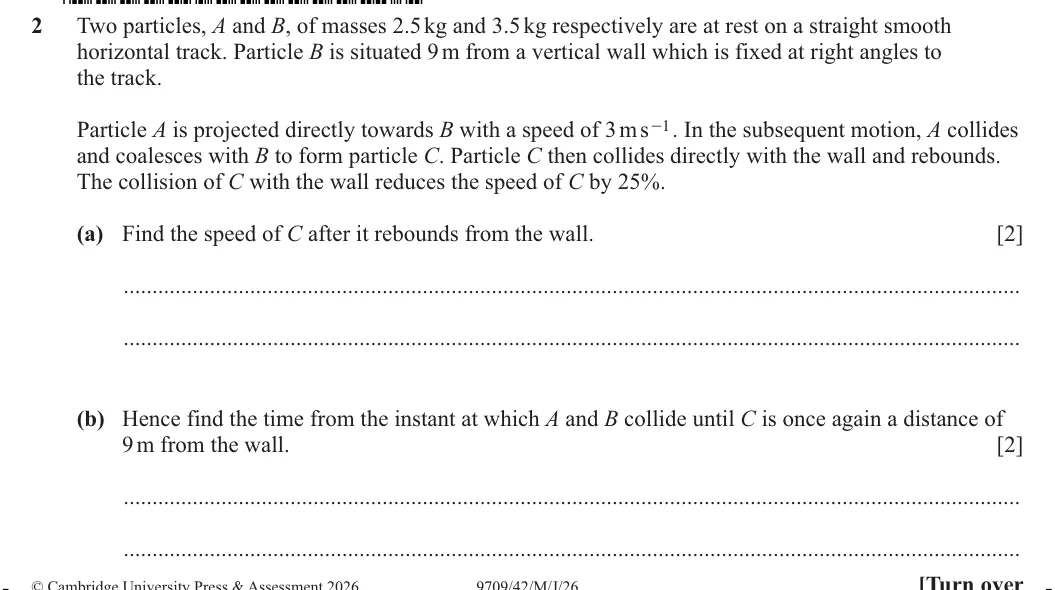 2 Two particles, A and B, of masses 2.5 kg and 3.5 kg respectively are at rest on a straight smooth
horizontal track. Particle B is situated 9 m from a vertical wall which is fixed at right angles to
the track.
Particle A is projected directly towards B with a speed of 3 m s⁻¹. In the subsequent motion, A collides
and coalesces with B to form particle C. Particle C then collides directly with the wall and rebounds.
The collision of C with the wall reduces the speed of C by 25%.
(a) Find the speed of C after it rebounds from the wall. [2]
(b) Hence find the time from the instant at which A and B collide until C is once again a distance of
9 m from the wall. [2]
© Cambridge University Press & Assessment 2026 9709/42/M/J/26 [Turn over